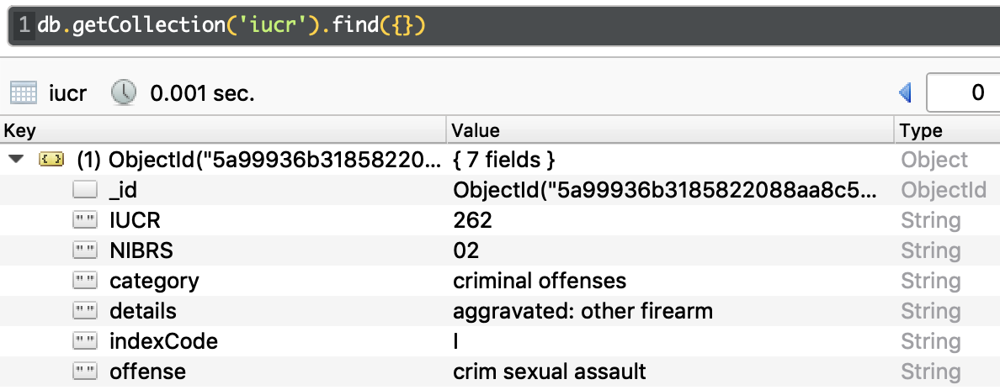 1 db.getCollection('iucr').find({})
iucr 0.001 sec. 0
Key Value Type
(1) ObjectId("5a99936b31858220... { 7 fields } Object
_id ObjectId("5a99936b3185822088aa8c5... ObjectId
IUCR 262 String
NIBRS 02 String
category criminal offenses String
details aggravated: other firearm String
indexCode I String
offense crim sexual assault String